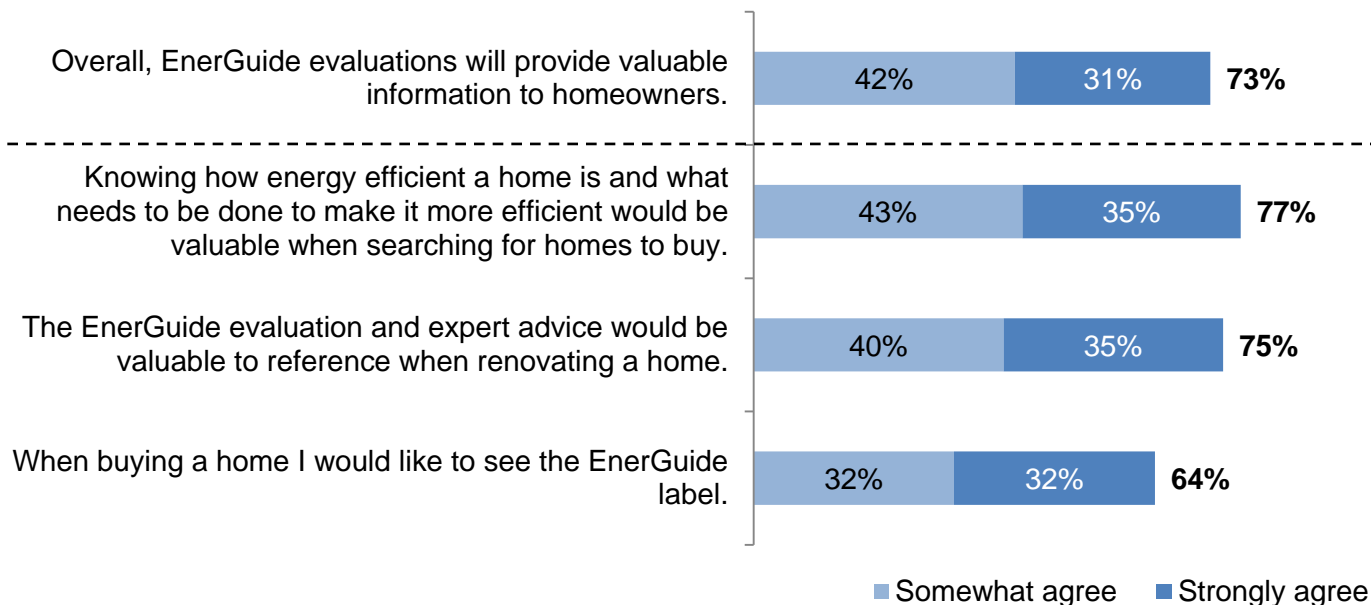 Overall, EnerGuide evaluations will provide valuable
information to homeowners.
42% 31% 73%
Knowing how energy efficient a home is and what
needs to be done to make it more efficient would be
valuable when searching for homes to buy.
43% 35% 77%
The EnerGuide evaluation and expert advice would be
valuable to reference when renovating a home.
40% 35% 75%
When buying a home I would like to see the EnerGuide
label.
32% 32% 64%
Somewhat agree Strongly agree